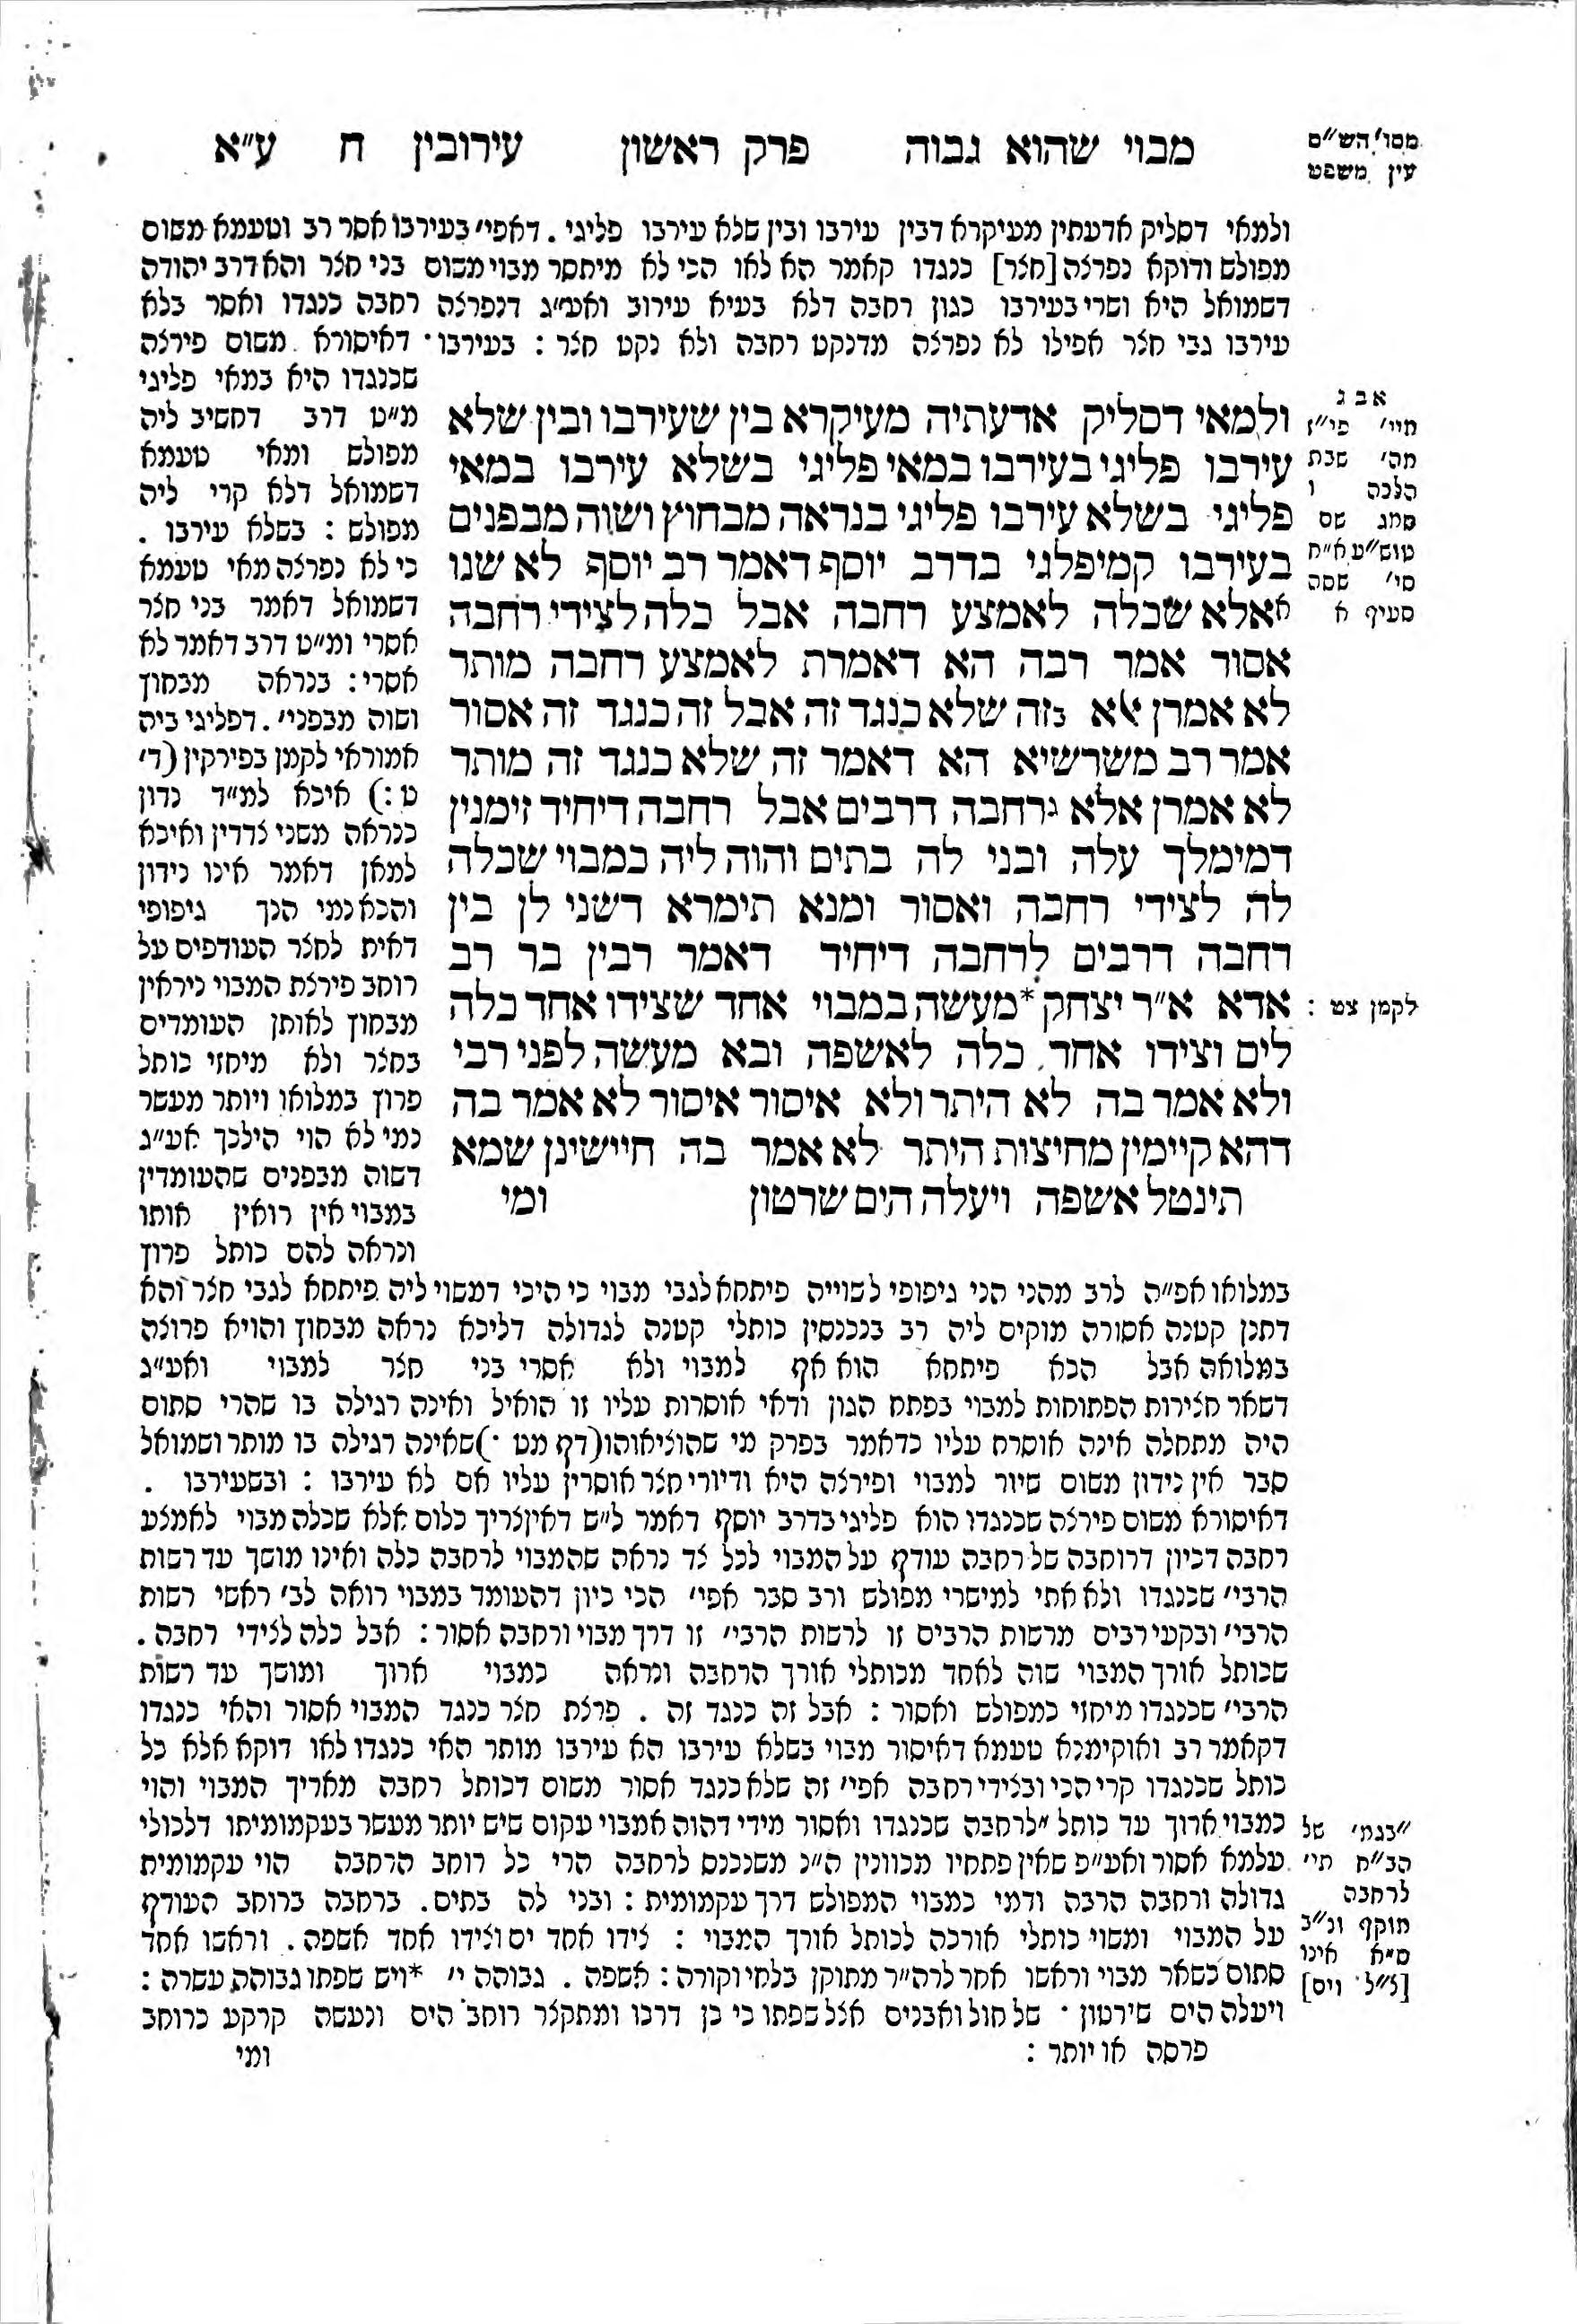 מבוי שהוא גבוה פרק ראשון עירובין ח ע״א
מסו׳ הש״ס
עין משפט
ולמאי דסליק אדעתין מעיקרא דבין עירבו ובין שלא עירבו פליגי . דאפי׳ בעירבו אסר רב וטעמא משום
מפולש ודוקא נפרצה [חצר] כנגדו קאמר הא לאו הכי לא מיתסר מבוי משום בני חצר והא דרב יהודה
דשמואל היא ושרי בעירבו כגון רחבה דלא בעיא עירוב ואע״ג דנפרצה רחבה כנגדו ואסר בלא
עירבו גבי חצר אפילו לא נפרצה מדנקט רחבה ולא נקט חצר : בעירבו · דאיסורא משום פירצה
שכנגדו היא במאי פליגי
מ״ט דרב דחשיב ליה
מפולש ומאי טעמא
דשמואל דלא קרי ליה
מפולש : בשלא עירבו .
כי לא נפרצה מאי טעמא
דשמואל דאמר בני חצר
אסרי ומ״ט דרב דאמר לא
אסרי : בנראה מבחוץ
ושוה מבפני׳ . דפליגי ביה
אמוראי לקמן בפירקין (ד׳
ט :) איכא למ״ד נדון
כנראה משני צדדין ואיכא
למאן דאמר אינו נידון
והכא נמי הנך גיפופי
דאית לחצר העודפים על
רוחב פירצת המבוי ניראין
מבחוץ לאותן העומדים
בחצר ולא מיחזי כותל
פרוץ במלואו ויותר מעשר
נמי לא הוי הילכך אע״ג
דשוה מבפנים שהעומדין
במבוי אין רואין אותו
ונראה להם כותל פרוץ
ולמאי דסליק אדעתיה מעיקרא בין שעירבו ובין שלא
עירבו פליגי בעירבו במאי פליגי בשלא עירבו במאי
פליגי בשלא עירבו פליגי בנראה מבחוץ ושוה מבפנים
בעירבו קמיפלגי בדרב יוסף דאמר רב יוסף לא שנו
א אלא שכלה לאמצע רחבה אבל כלה לצידי רחבה
אסור אמר רבה הא דאמרת לאמצע רחבה מותר
לא אמרן אלא ב זה שלא כנגד זה אבל זה כנגד זה אסור
אמר רב משרשיא הא דאמר זה שלא כנגד זה מותר
לא אמרן אלא ג רחבה דרבים אבל רחבה דיחיד זימנין
דמימלך עלה ובני לה בתים והוה ליה כמבוי שכלה
לה לצידי רחבה ואסור ומנא תימרא דשני לן בין
רחבה דרבים לרחבה דיחיד דאמר רבין בר רב
אדא א״ר יצחק *מעשה במבוי אחד שצידו אחד כלה
לים וצידו אחד כלה לאשפה ובא מעשה לפני רבי
ולא אמר בה לא היתר ולא איסור איסור לא אמר בה
דהא קיימין מחיצות היתר לא אמר בה חיישינן שמא
תינטל אשפה ויעלה הים שרטון ומי
א ב ג
מיי׳ פי״ז
מה׳ שבת
הלכה ו
סמג שם
טוש״ע א״ח
סי׳ שסה
סעיף א
לקמן צט :
במלואו אפ״ה לרב מהני הני גיפופי לשוייה פיתחא לגבי מבוי כי היכי דמשוי ליה פיתחא לגבי חצר והא
דתנן קטנה אסורה מוקים ליה רב בנכנסין כותלי קטנה לגדולה דליכא נראה מבחוץ והויא פרוצה
במלואה אבל הכא פיתחא הוא אף למבוי ולא אסרי בני חצר למבוי ואע״ג
דשאר חצירות הפתוחות למבוי בפתח הגון ודאי אוסרות עליו זו הואיל ואינה רגילה בו שהרי סתום
היה מתחלה אינה אוסרת עליו כדאמר בפרק מי שהוציאוהו (דף מט ·) שאינה רגילה בו מותר ושמואל
סבר אין נידון משום שיור למבוי ופירצה היא ודיורי חצר אוסרין עליו אם לא עירבו : ובשעירבו .
דאיסורא משום פירצה שכנגדו הוא פליגי בדרב יוסף דאמר ל״ש דאין צריך כלום אלא שכלה מבוי לאמצע
רחבה דכיון דרוחבה של רחבה עודף על המבוי לכל צד נראה שהמבוי לרחבה כלה ואינו מושך עד רשות
הרבי׳ שכנגדו ולא אתי למישרי מפולש ורב סבר אפי׳ הכי כיון דהעומד במבוי רואה לב׳ ראשי רשות
הרבי׳ ובקעי רבים מרשות הרבים זו לרשות הרבי׳ זו דרך מבוי ורחבה אסור : אבל כלה לצידי רחבה .
שכותל אורך המבוי שוה לאחד מכותלי אורך הרחבה ונראה כמבוי ארוך ומושך עד רשות
הרבי׳ שכנגדו מיחזי כמפולש ואסור : אבל זה כנגד זה . פרצת חצר כנגד המבוי אסור והאי כנגדו
דקאמר רב ואוקימנא טעמא דאיסור מבוי בשלא עירבו הא עירבו מותר האי כנגדו לאו דוקא אלא כל
כותל שכנגדו קרי הכי ובצידי רחבה אפי׳ זה שלא כנגד אסור משום דכותל רחבה מאריך המבוי והוי
כמבוי ארוך עד כותל ״לרחבה שכנגדו ואסור מידי דהוה אמבוי עקום שיש יותר מעשר בעקמומיתו דלכולי
עלמא אסור ואע״פ שאין פתחיו מכוונין ה״נ משנכנס לרחבה הרי כל רוחב הרחבה הוי עקמומית
גדולה ורחבה הרבה ודמי כמבוי המפולש דרך עקמומית : ובני לה בתים . ברחבה ברוחב העודף
על המבוי ומשוי כותלי אורכה לכותל אורך המבוי : צידו אחד ים וצידו אחד אשפה . וראשו אחד
סתום כשאר מבוי וראשו אחר לרה״ר מתוקן בלחי וקורה : אשפה . גבוהה י׳ *ויש שפתו גבוהה עשרה :
ויעלה הים שירטון · של חול ואבנים אצל שפתו כי כן דרכו ומתקצר רוחב הים ונעשה קרקע ברוחב
פרסה או יותר : ומי
״בגמ׳ של
הב״ח תי׳
לרחבה
מוקף ונ״ב
ס״א אינו
[צ״ל וים]